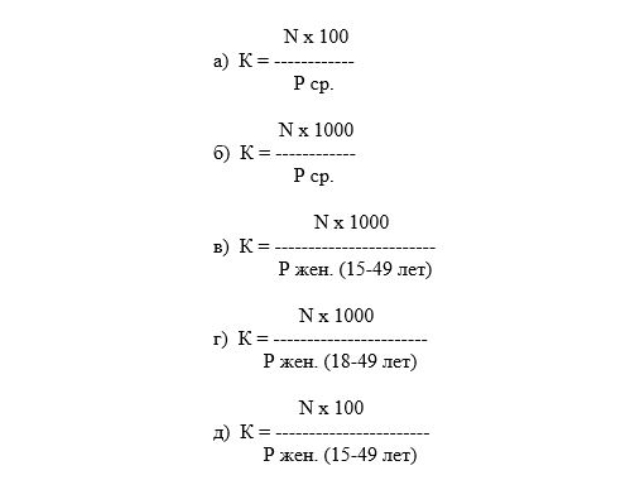 N x 100
а) К = ------------
Р ср.
N x 1000
б) К = ------------
Р ср.
N x 1000
в) К = ------------------------
Р жен. (15-49 лет)
N x 1000
г) К = -----------------------
Р жен. (18-49 лет)
N x 100
д) К = -----------------------
Р жен. (15-49 лет)